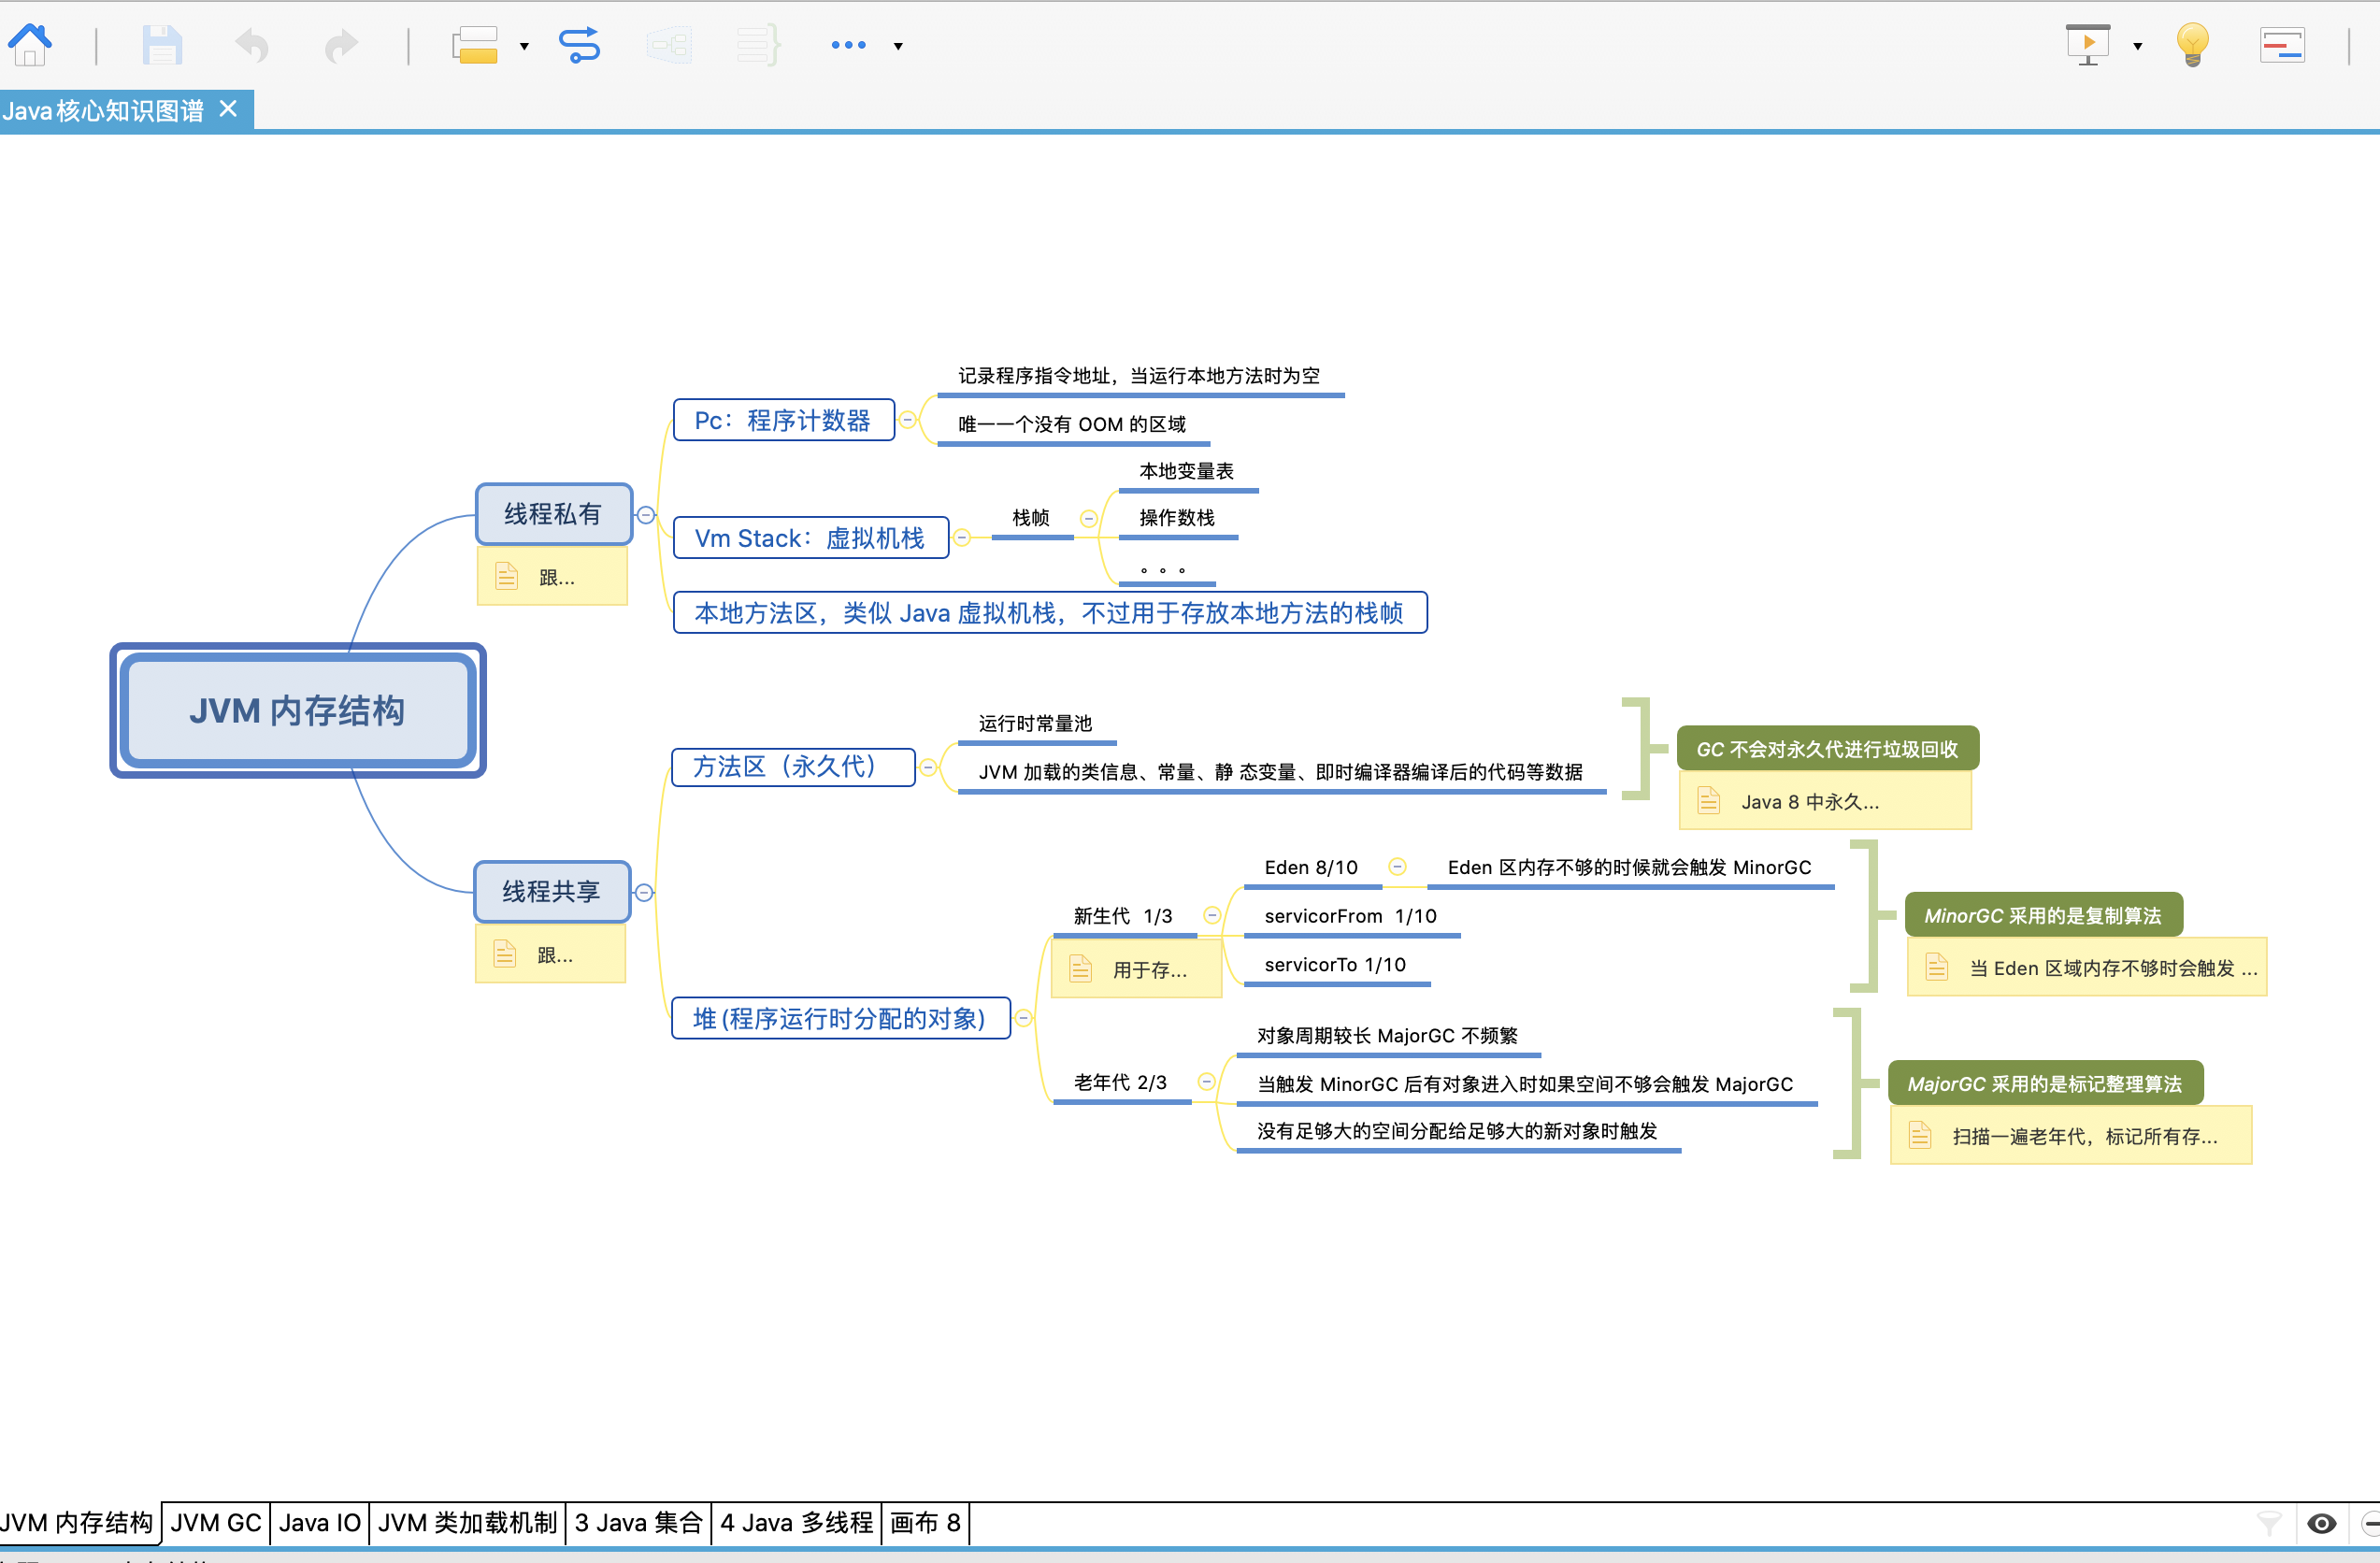 Java核心知识图谱
记录程序指令地址，当运行本地方法时为空
Pc：程序计数器
唯一一个没有 OOM 的区域
本地变量表
线程私有
栈帧
操作数栈
Vm Stack：虚拟机栈
跟...
。。。
本地方法区，类似 Java 虚拟机栈，不过用于存放本地方法的栈帧
JVM 内存结构
运行时常量池
方法区（永久代）
JVM 加载的类信息、常量、静 态变量、即时编译器编译后的代码等数据
GC 不会对永久代进行垃圾回收
Java 8 中永久...
Eden 8/10
Eden 区内存不够的时候就会触发 MinorGC
线程共享
新生代 1/3
servicorFrom 1/10
MinorGC 采用的是复制算法
跟...
用于存...
servicorTo 1/10
当 Eden 区域内存不够时会触发 ...
堆(程序运行时分配的对象)
对象周期较长 MajorGC 不频繁
老年代 2/3
当触发 MinorGC 后有对象进入时如果空间不够会触发 MajorGC
MajorGC 采用的是标记整理算法
没有足够大的空间分配给足够大的新对象时触发
扫描一遍老年代，标记所有存...
JVM 内存结构
JVM GC
Java IO
JVM 类加载机制
3 Java 集合
4 Java 多线程
画布 8